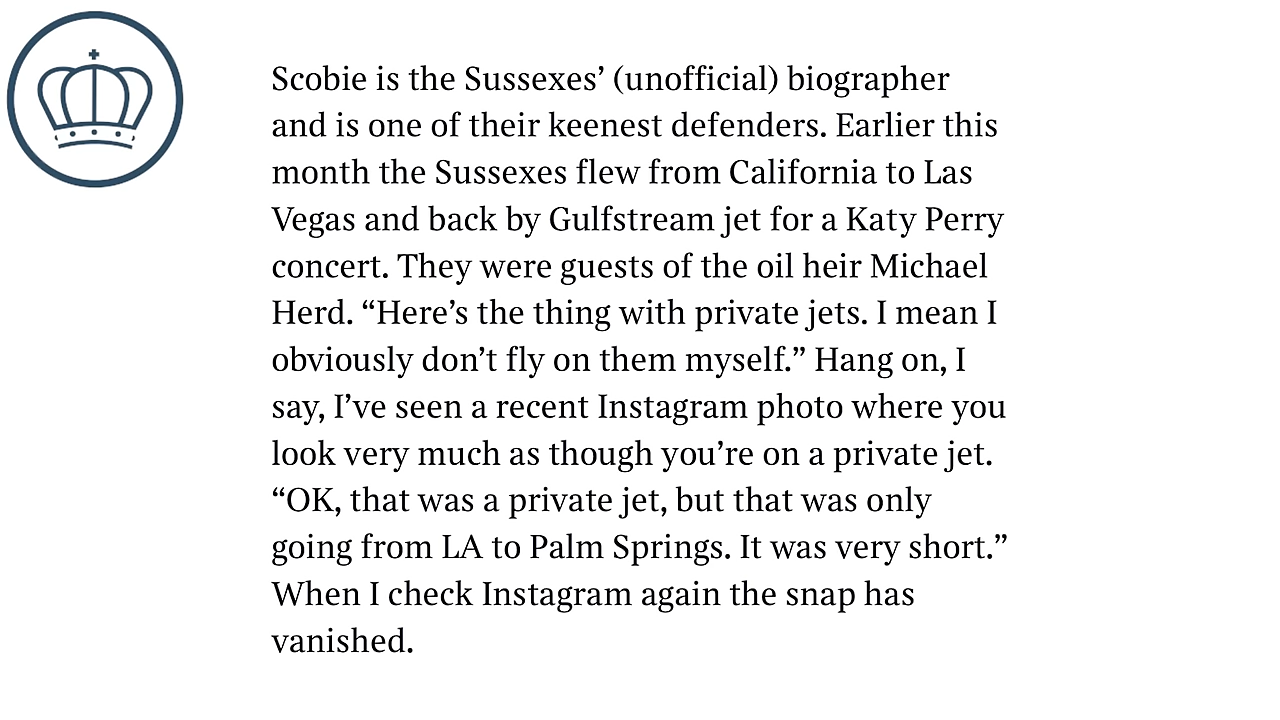 Scobie is the Sussexes’ (unofficial) biographer
and is one of their keenest defenders. Earlier this
month the Sussexes flew from California to Las
Vegas and back by Gulfstream jet for a Katy Perry
concert. They were guests of the oil heir Michael
Herd. “Here’s the thing with private jets. I mean I
obviously don’t fly on them myself.” Hang on, I
say, I’ve seen a recent Instagram photo where you
look very much as though you’re on a private jet.
“OK, that was a private jet, but that was only
going from LA to Palm Springs. It was very short.”
When I check Instagram again the snap has
vanished.